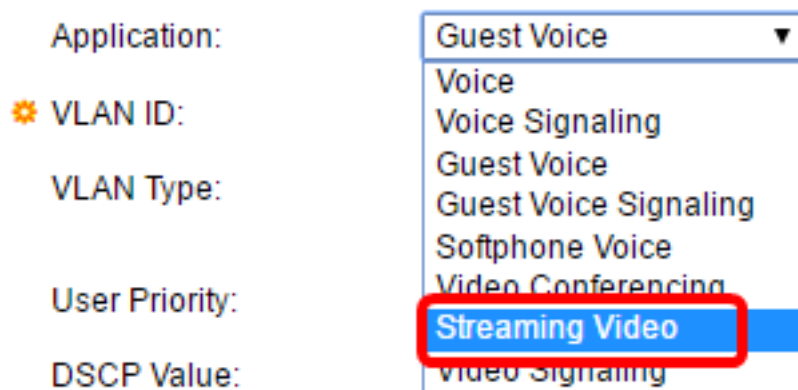 Application:
Guest Voice
Voice
VLAN ID:
Voice Signaling
Guest Voice
VLAN Type:
Guest Voice Signaling
Softphone Voice
Video Conferencing
User Priority:
Streaming Video
Video Signaling
DSCP Value: